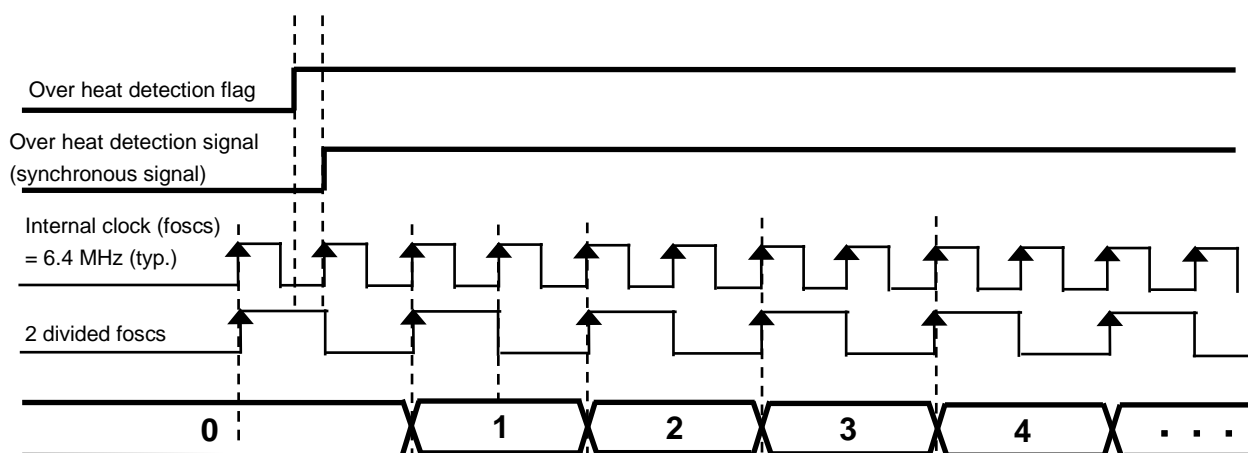 Over heat detection flag
Over heat detection signal
(synchronous signal)
Internal clock (foscs)
= 6.4 MHz (typ.)
2 divided foscs
0 1 2 3 4 · · ·